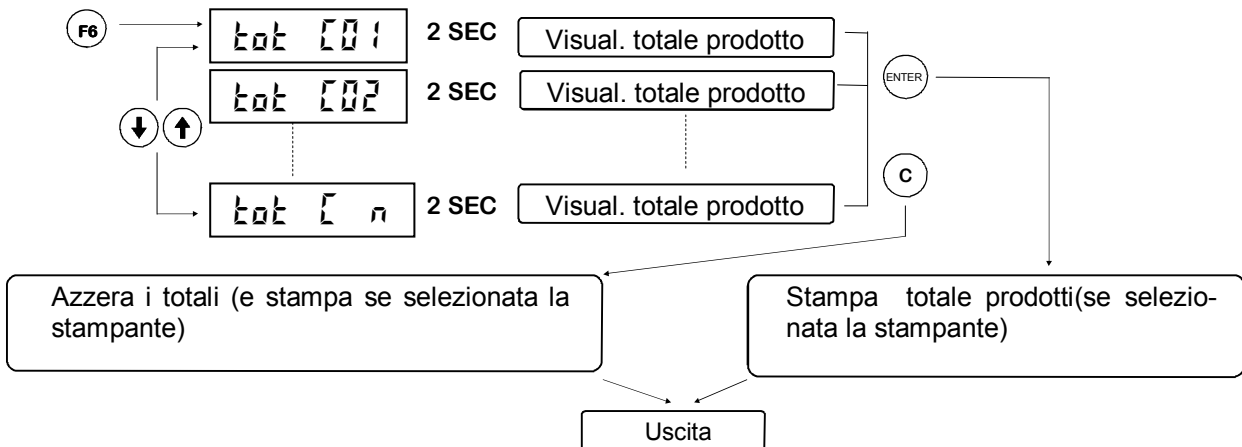 F6
tot C01 2 SEC Visual. totale prodotto
tot C02 2 SEC Visual. totale prodotto
ENTER
C
tot C n 2 SEC Visual. totale prodotto
Azzera i totali (e stampa se selezionata la
stampante)
Stampa totale prodotti(se selezio-
nata la stampante)
Uscita